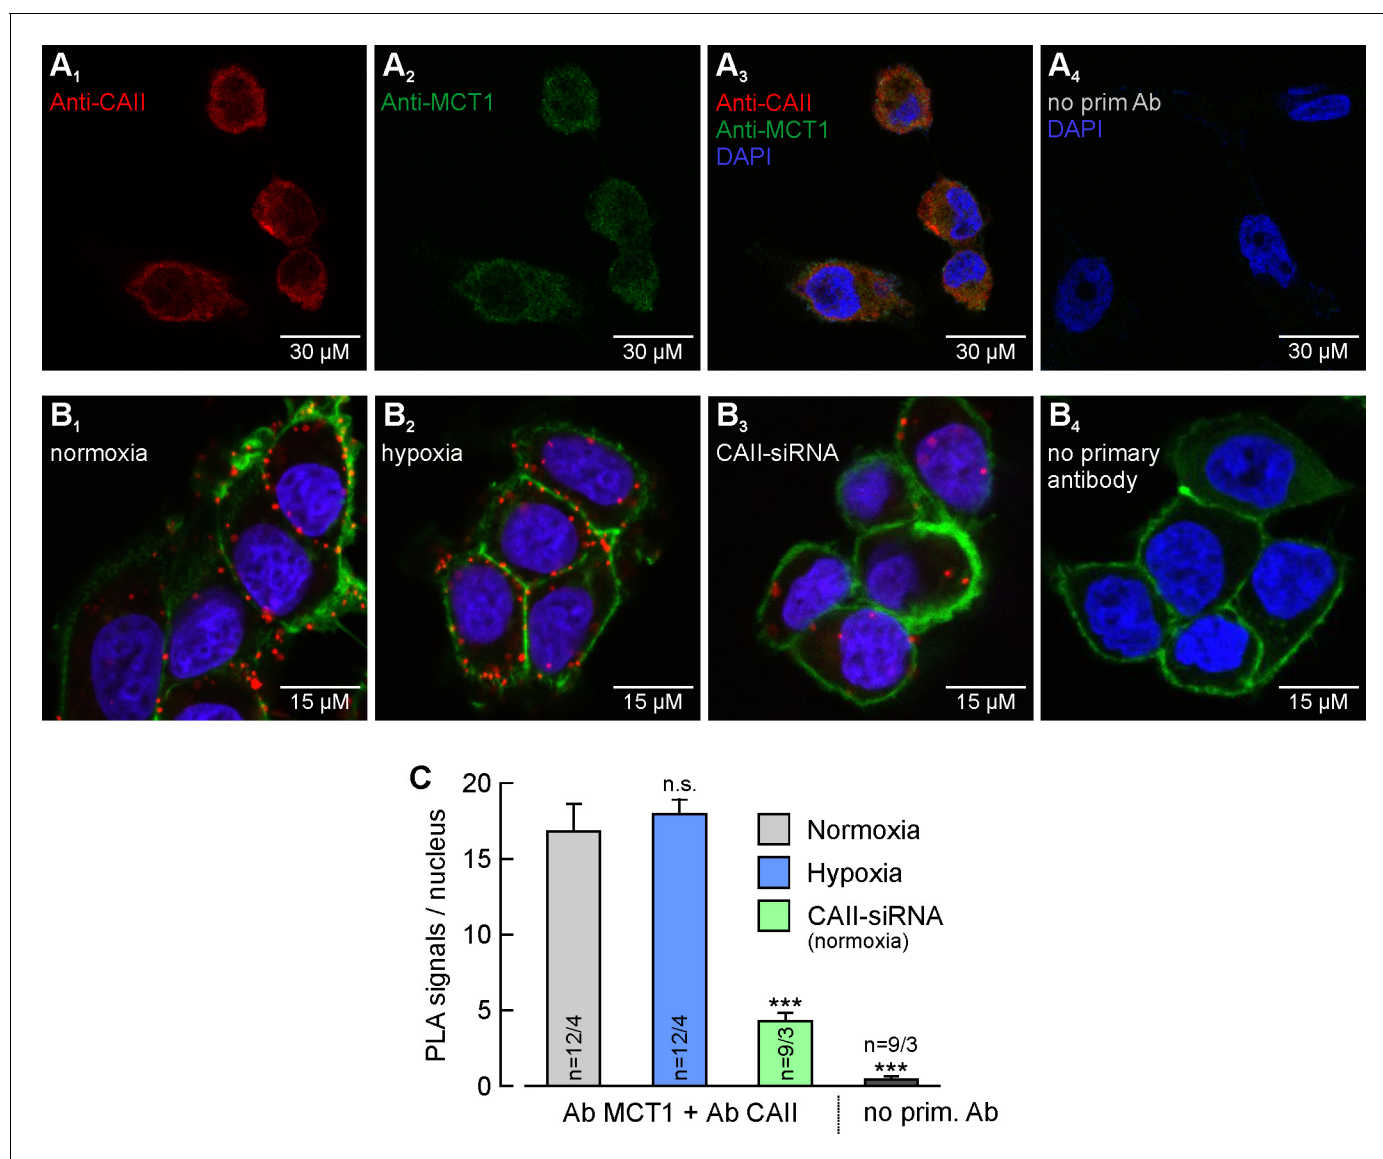 A1
Anti-CAII
30 µM
A2
Anti-MCT1
30 µM
A3
Anti-CAII
Anti-MCT1
DAPI
30 µM
A4
no prim Ab
DAPI
30 µM
B1
normoxia
15 µM
B2
hypoxia
15 µM
B3
CAII-siRNA
15 µM
B4
no primary
antibody
15 µM
C
PLA signals / nucleus
20
15
10
5
0
n=12/4
n.s.
n=12/4
***
n=9/3
n=9/3
***
Normoxia
Hypoxia
CAII-siRNA
(normoxia)
Ab MCT1 + Ab CAII
no prim. Ab